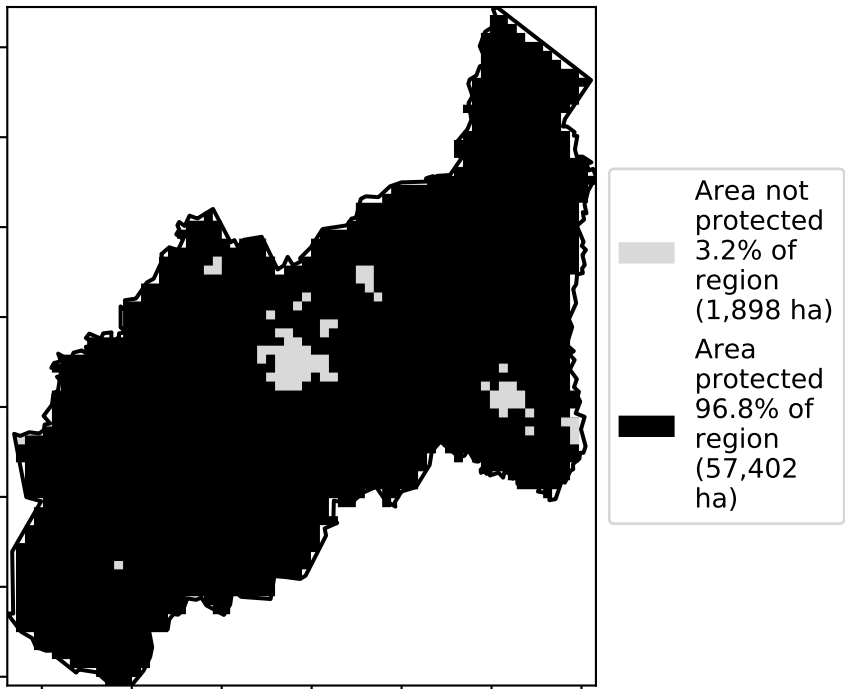 Area not
protected
3.2% of
region
(1,898 ha)
Area
protected
96.8% of
region
(57,402
ha)